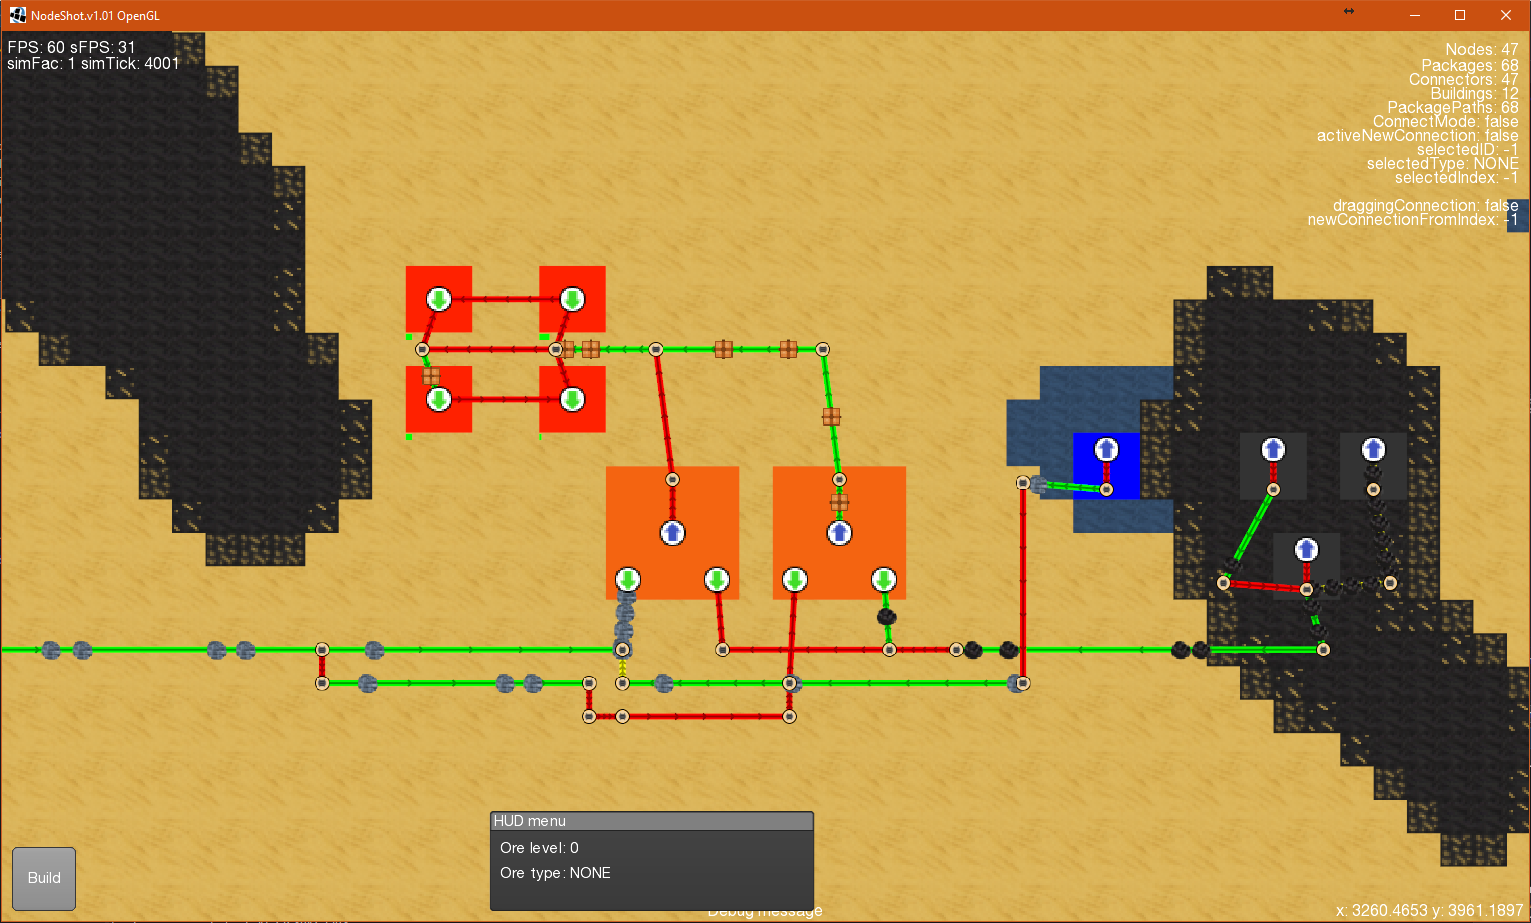 NodeShot.v1.01 OpenGL
FPS: 60 sFPS: 31
simFac: 1 simTick: 4001
Nodes: 47
Packages: 68
Connectors: 47
Buildings: 12
PackagePaths: 68
ConnectMode: false
activeNewConnection: false
selectedID: -1
selectedType: NONE
selectedIndex: -1
draggingConnection: false
newConnectionFromIndex: -1
HUD menu
Ore level: 0
Ore type: NONE
Build
Debug message
x: 3260.4653 y: 3961.1897